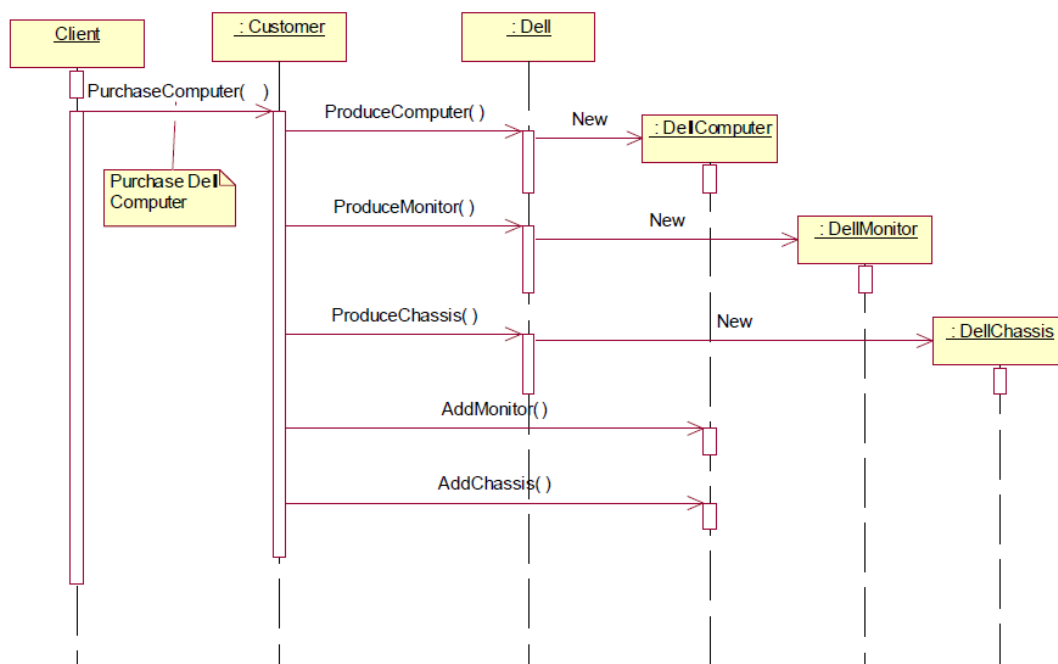 Client
: Customer
: Dell
PurchaseComputer( )
ProduceComputer( )
New
: DellComputer
Purchase Dell
Computer
ProduceMonitor( )
New
: DellMonitor
ProduceChassis( )
New
: DellChassis
AddMonitor( )
AddChassis( )